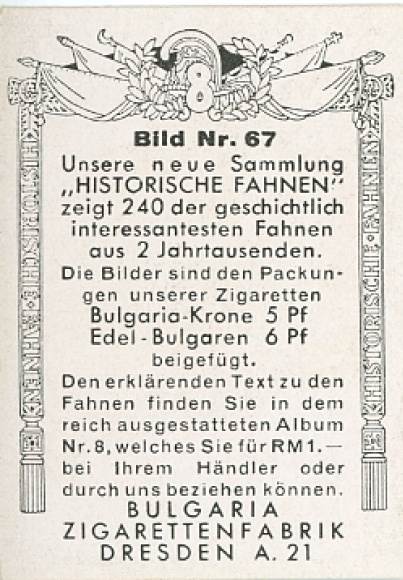 8
Bild Nr. 67
Unsere neue Sammlung
„HISTORISCHE FAHNEN“
zeigt 240 der geschichtlich
interessantesten Fahnen
aus 2 Jahrtausenden.
Die Bilder sind den Packun-
gen unserer Zigaretten
Bulgaria-Krone 5 Pf
Edel-Bulgaren 6 Pf
beigefügt.
Den erklärenden Text zu den
Fahnen finden Sie in dem
reich ausgestatteten Album
Nr. 8, welches Sie für RM1.—
bei Ihrem Händler oder
durch uns beziehen können.
BULGARIA
ZIGARETTENFABRIK
DRESDEN A. 21
HISTORISCHE·FAHNEN
HISTORISCHE·FAHNEN